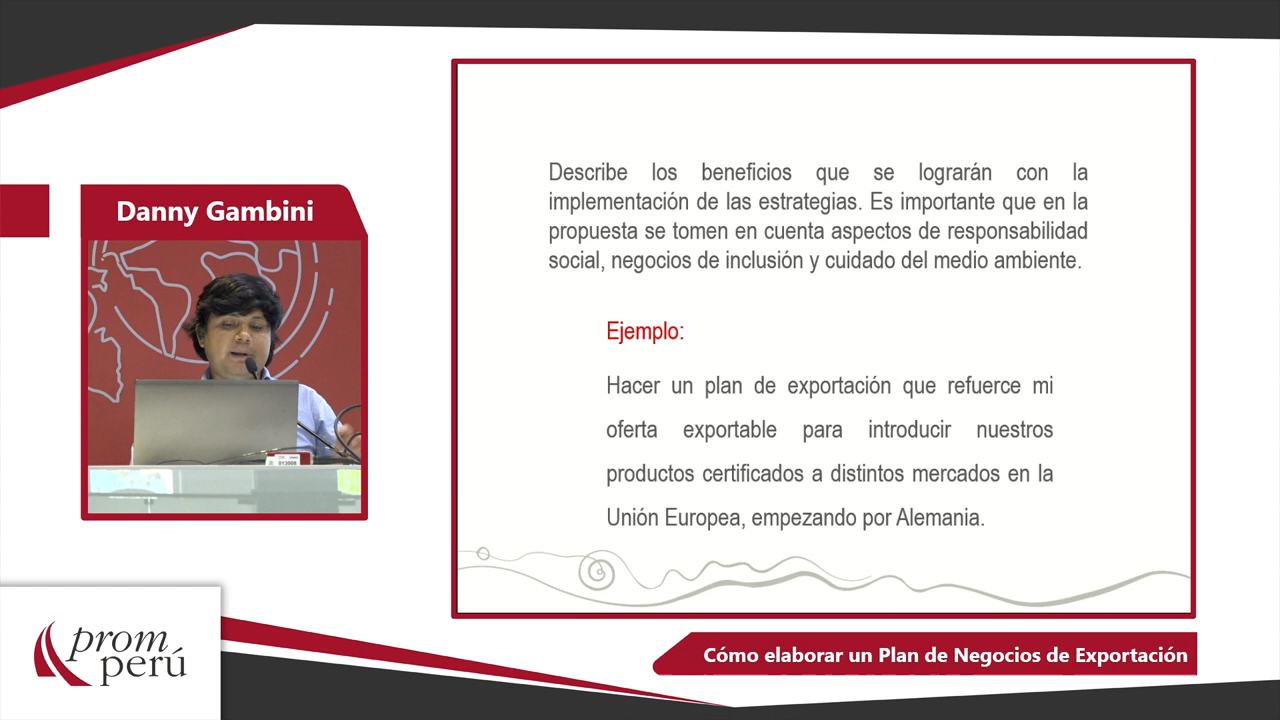 Danny Gambini
Describe los beneficios que se lograrán con la
implementación de las estrategias. Es importante que en la
propuesta se tomen en cuenta aspectos de responsabilidad
social, negocios de inclusión y cuidado del medio ambiente.
Ejemplo:
Hacer un plan de exportación que refuerce mi
oferta exportable para introducir nuestros
productos certificados a distintos mercados en la
Unión Europea, empezando por Alemania.
prom
perú
Cómo elaborar un Plan de Negocios de Exportación